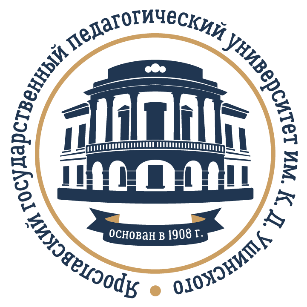 Ярославский государственный педагогический университет им. К. Д. Ушинского
основан в 1908 г.